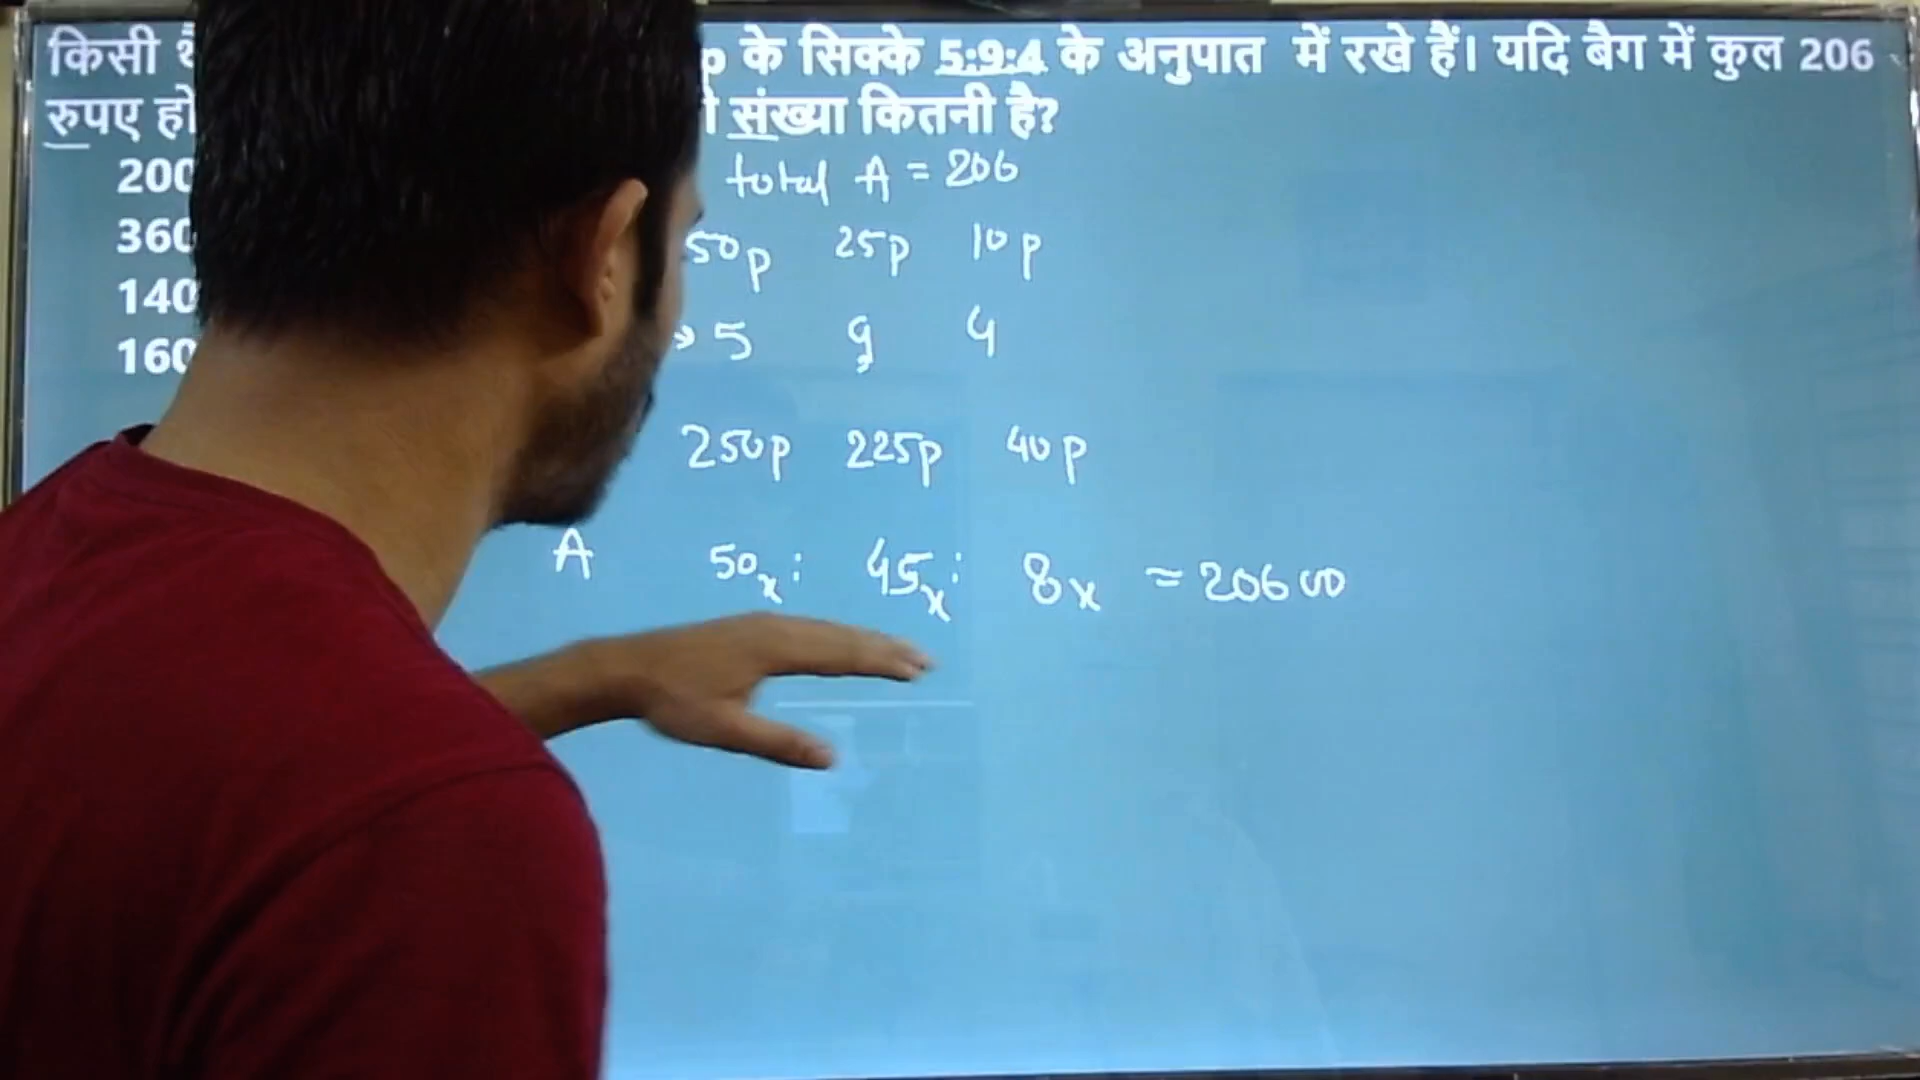 किसी p के सिक्के 5:9:4 के अनुपात में रखे हैं। यदि बैग में कुल 206
रुपए हो संख्या कितनी है?
200 total A = 206
360 50p 25p 10p
140 → 5 9 4
160
250p 225p 40p
A 50x : 45x : 8x = 20600